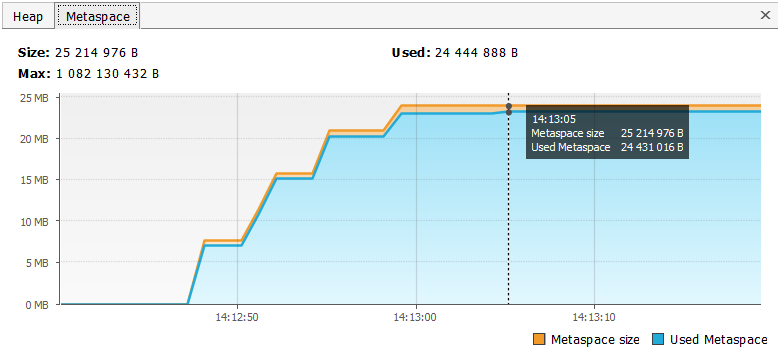 Heap Metaspace
Size: 25 214 976 B Used: 24 444 888 B
Max: 1 082 130 432 B
25 MB
20 MB
15 MB
10 MB
5 MB
0 MB
14:13:05
Metaspace size 25 214 976 B
Used Metaspace 24 431 016 B
14:12:50 14:13:00 14:13:10
Metaspace size Used Metaspace